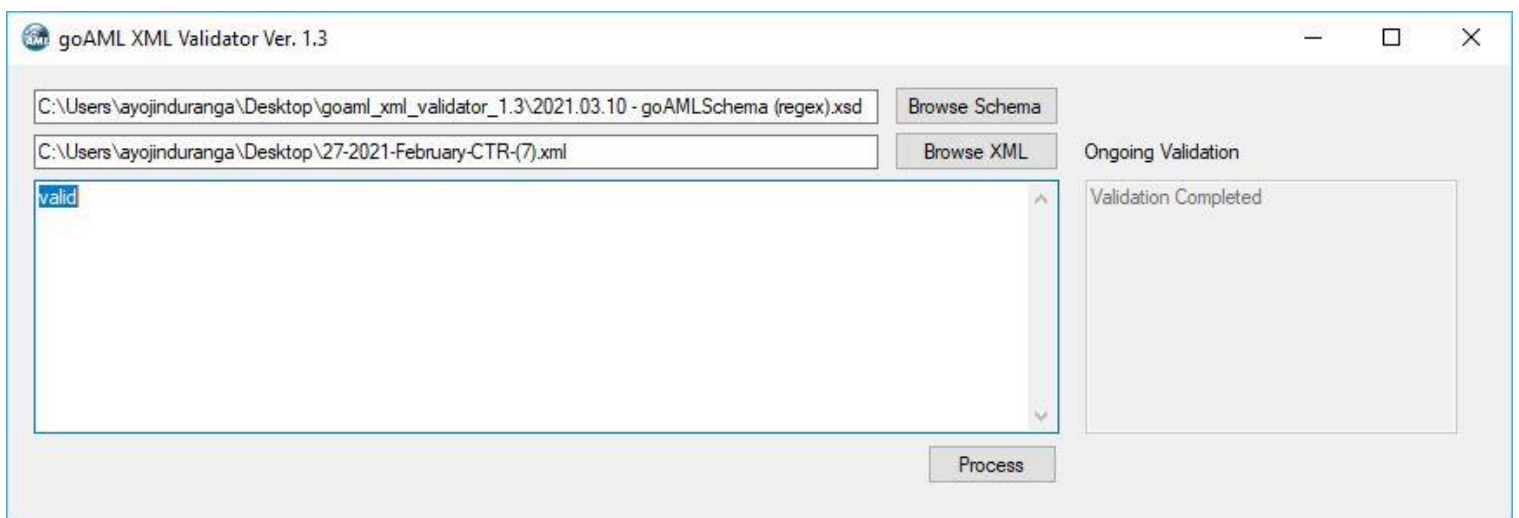 goAML XML Validator Ver. 1.3
C:\Users\ayojinduranga\Desktop\goaml_xml_validator_1.3\2021.03.10 - goAMLSchema (regex).xsd
Browse Schema
C:\Users\ayojinduranga\Desktop\27-2021-February-CTR-(7).xml
Browse XML
Ongoing Validation
valid
Validation Completed
Process